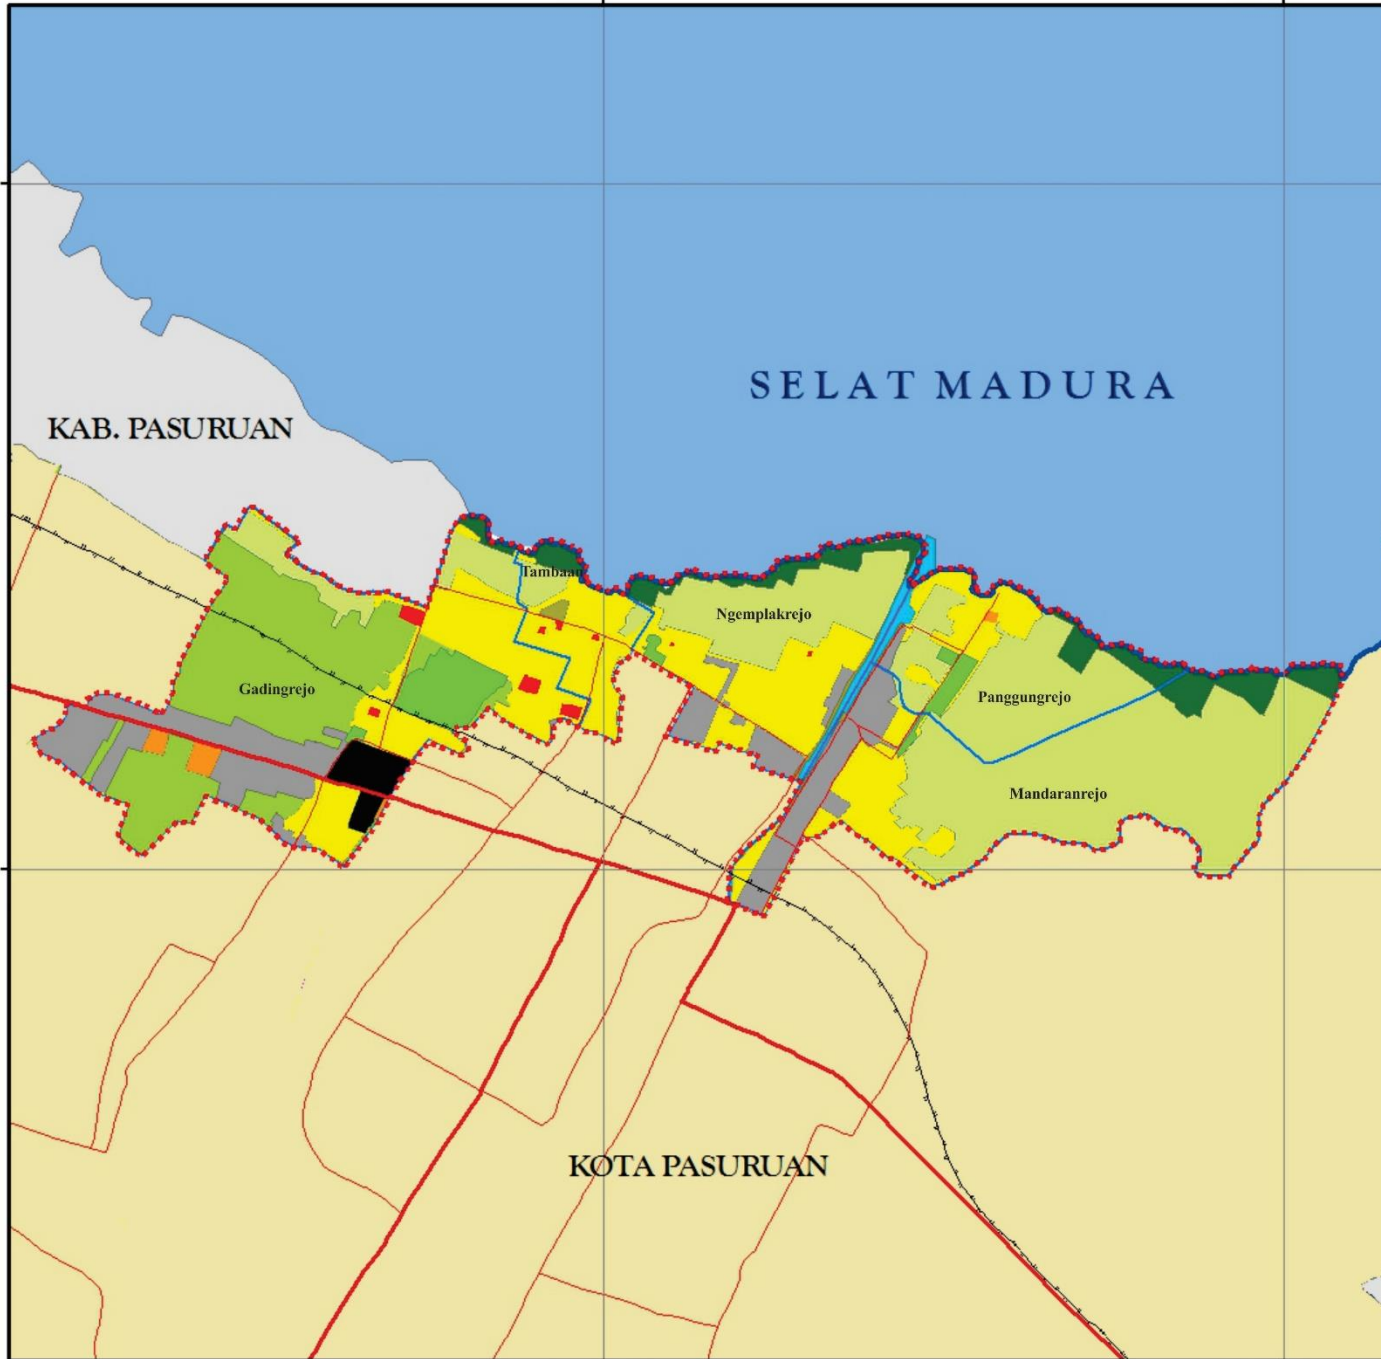 SELAT MADURA
KAB. PASURUAN
Tambaan
Ngemplakrejo
Gadingrejo
Panggungrejo
Mandaranrejo
KOTA PASURUAN